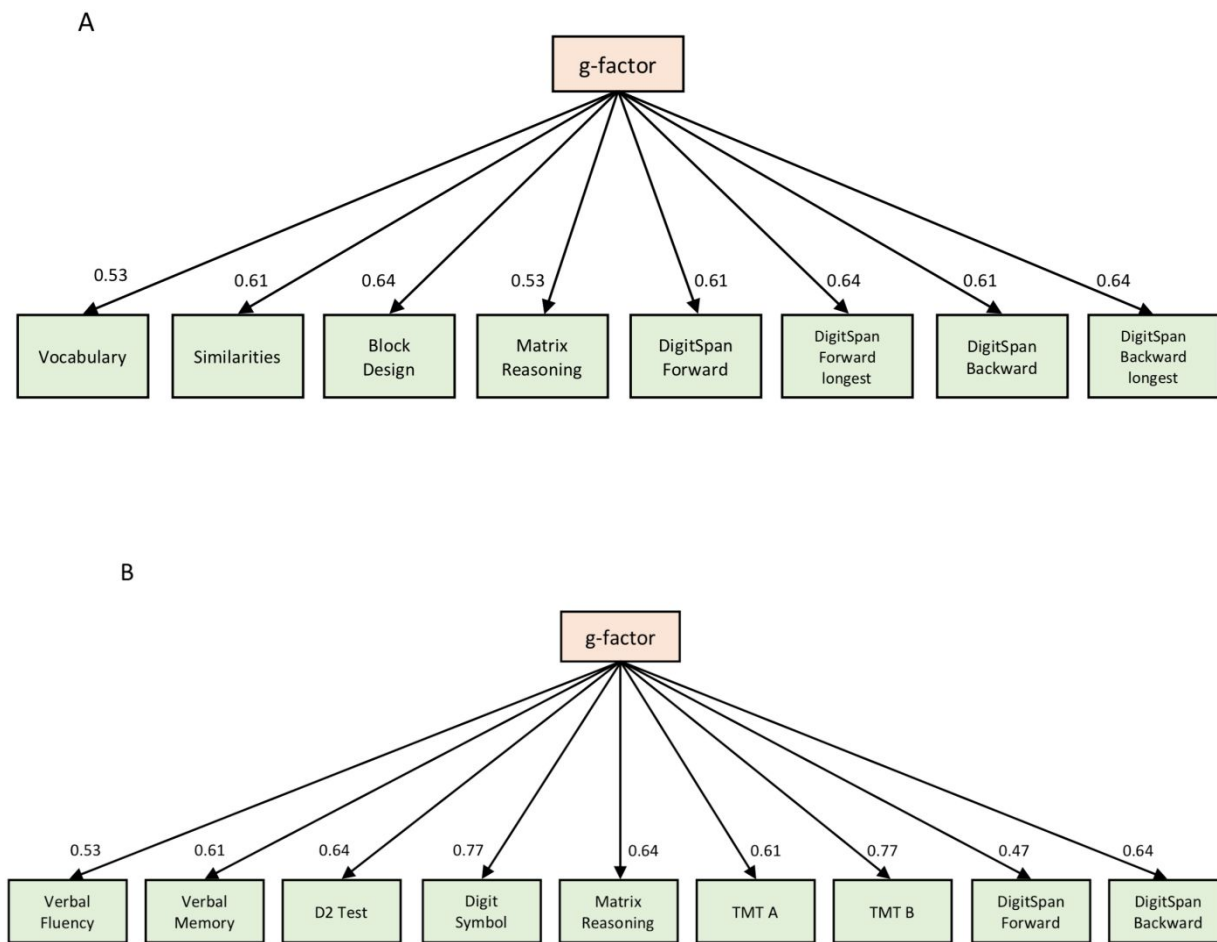 A
g-factor
0.53
0.61
0.64
0.53
0.61
0.64
0.61
0.64
Vocabulary
Similarities
Block
Design
Matrix
Reasoning
DigitSpan
Forward
DigitSpan
Forward
longest
DigitSpan
Backward
DigitSpan
Backward
longest
B
g-factor
0.53
0.61
0.64
0.77
0.64
0.61
0.77
0.47
0.64
Verbal
Fluency
Verbal
Memory
D2 Test
Digit
Symbol
Matrix
Reasoning
TMT A
TMT B
DigitSpan
Forward
DigitSpan
Backward